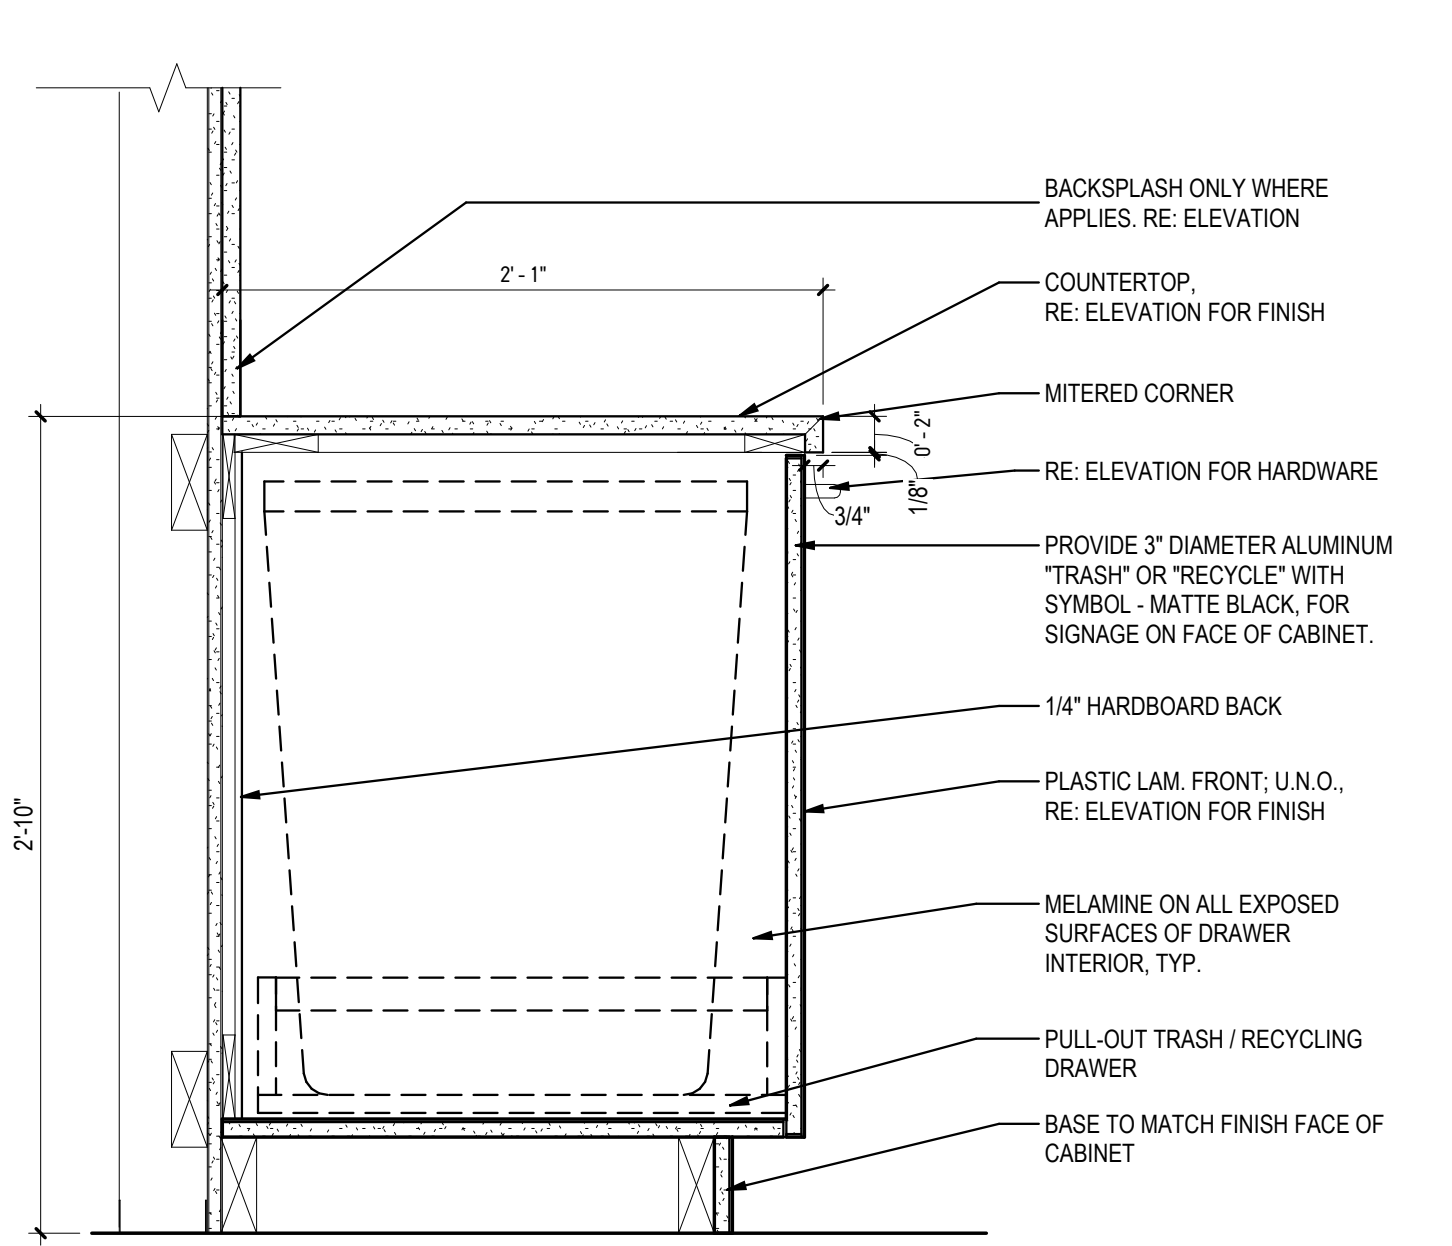 BACKSPLASH ONLY WHERE
APPLIES. RE: ELEVATION
2' - 1"
COUNTERTOP,
RE: ELEVATION FOR FINISH
MITERED CORNER
0' - 2"
RE: ELEVATION FOR HARDWARE
1/8"
3/4"
PROVIDE 3" DIAMETER ALUMINUM
"TRASH" OR "RECYCLE" WITH
SYMBOL - MATTE BLACK, FOR
SIGNAGE ON FACE OF CABINET.
1/4" HARDBOARD BACK
PLASTIC LAM. FRONT; U.N.O.,
RE: ELEVATION FOR FINISH
2'-10"
MELAMINE ON ALL EXPOSED
SURFACES OF DRAWER
INTERIOR, TYP.
PULL-OUT TRASH / RECYCLING
DRAWER
BASE TO MATCH FINISH FACE OF
CABINET